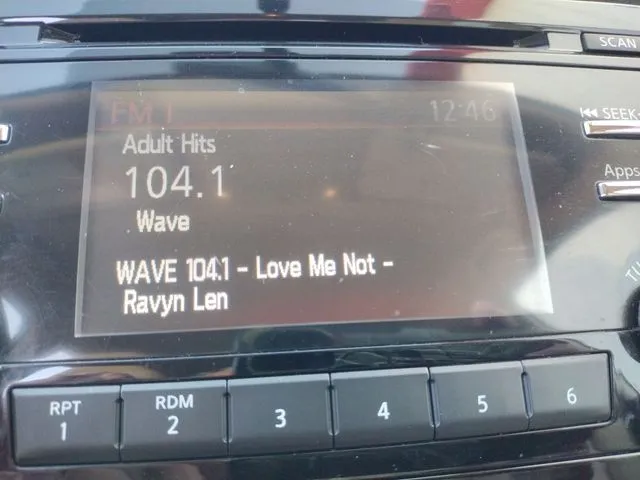 SCAN
FM 1 12:46
SEEK
Adult Hits
Apps
104.1
Wave
WAVE 104.1 - Love Me Not -
Ravyn Len
RPT RDM
1 2 3 4 5 6